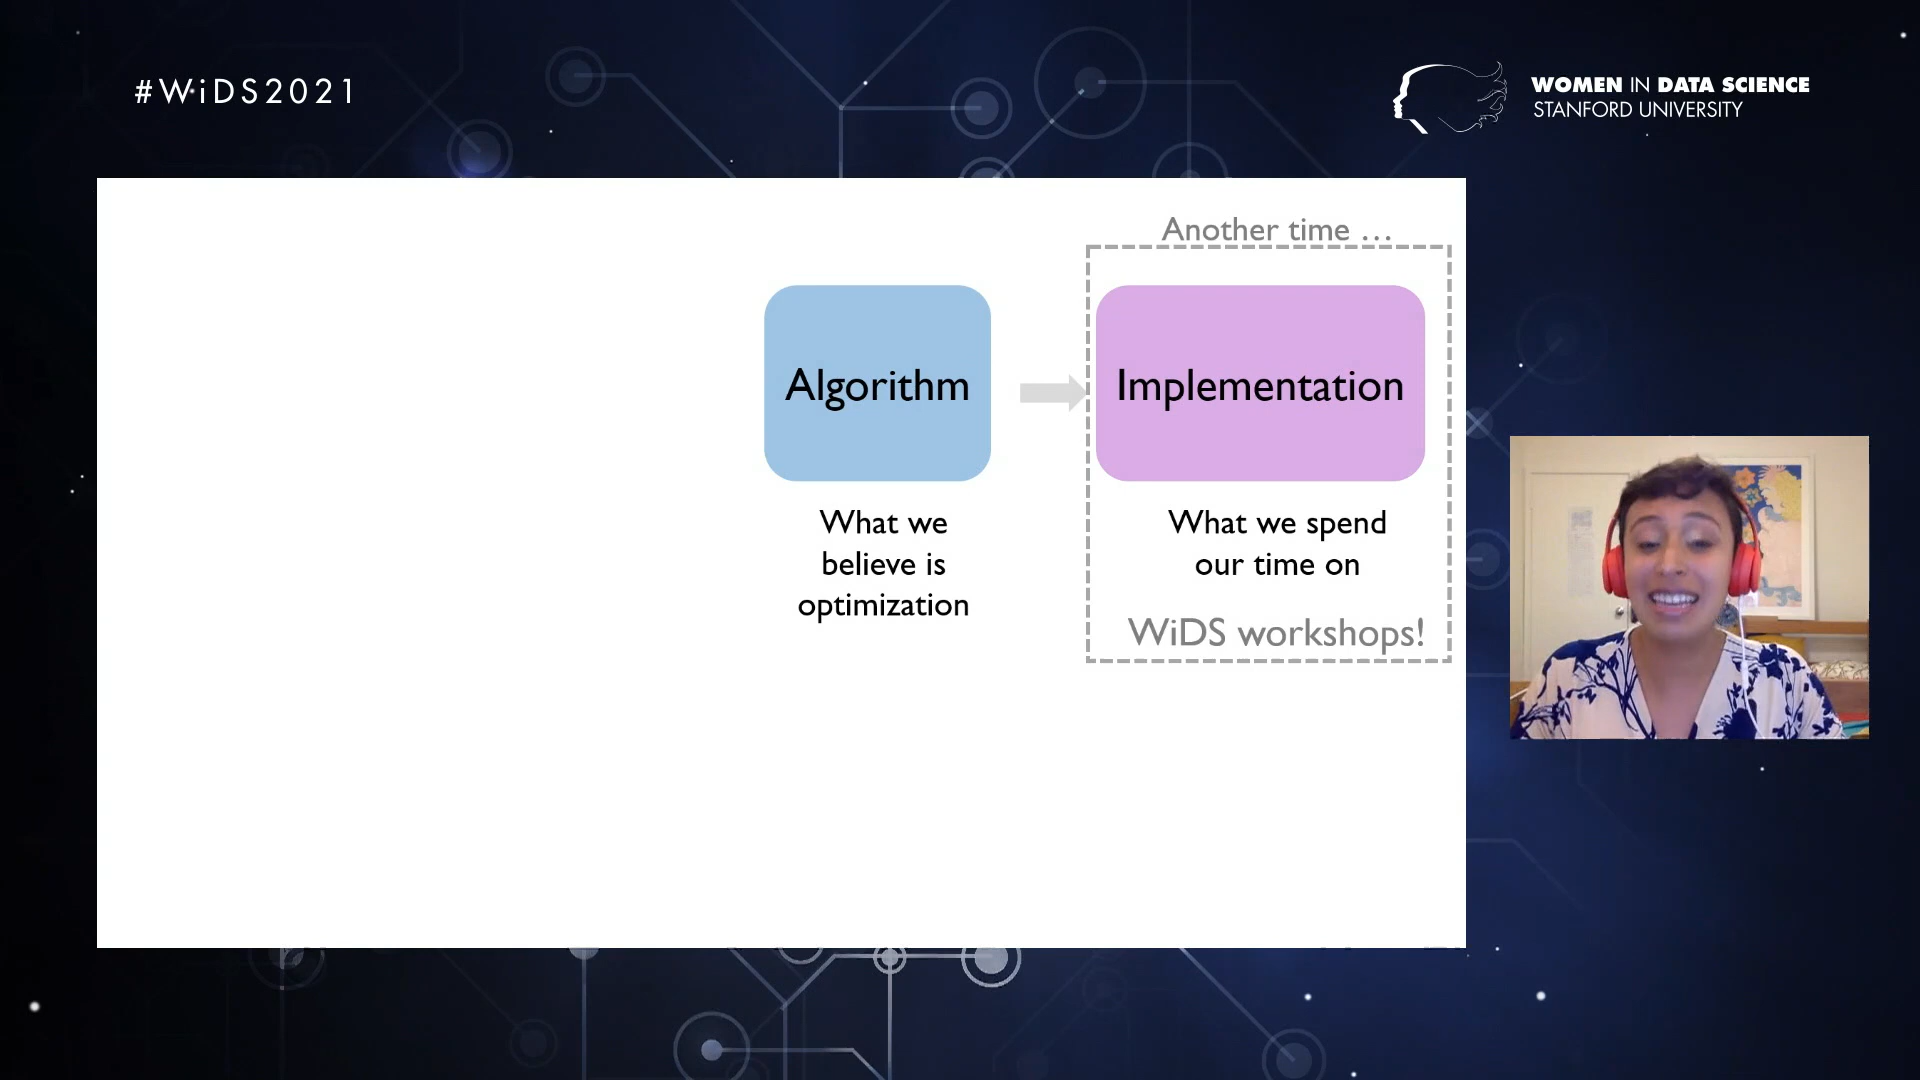 #WiDS2021
WOMEN IN DATA SCIENCE
STANFORD UNIVERSITY
Another time …
Algorithm
Implementation
What we
believe is
optimization
What we spend
our time on
WiDS workshops!